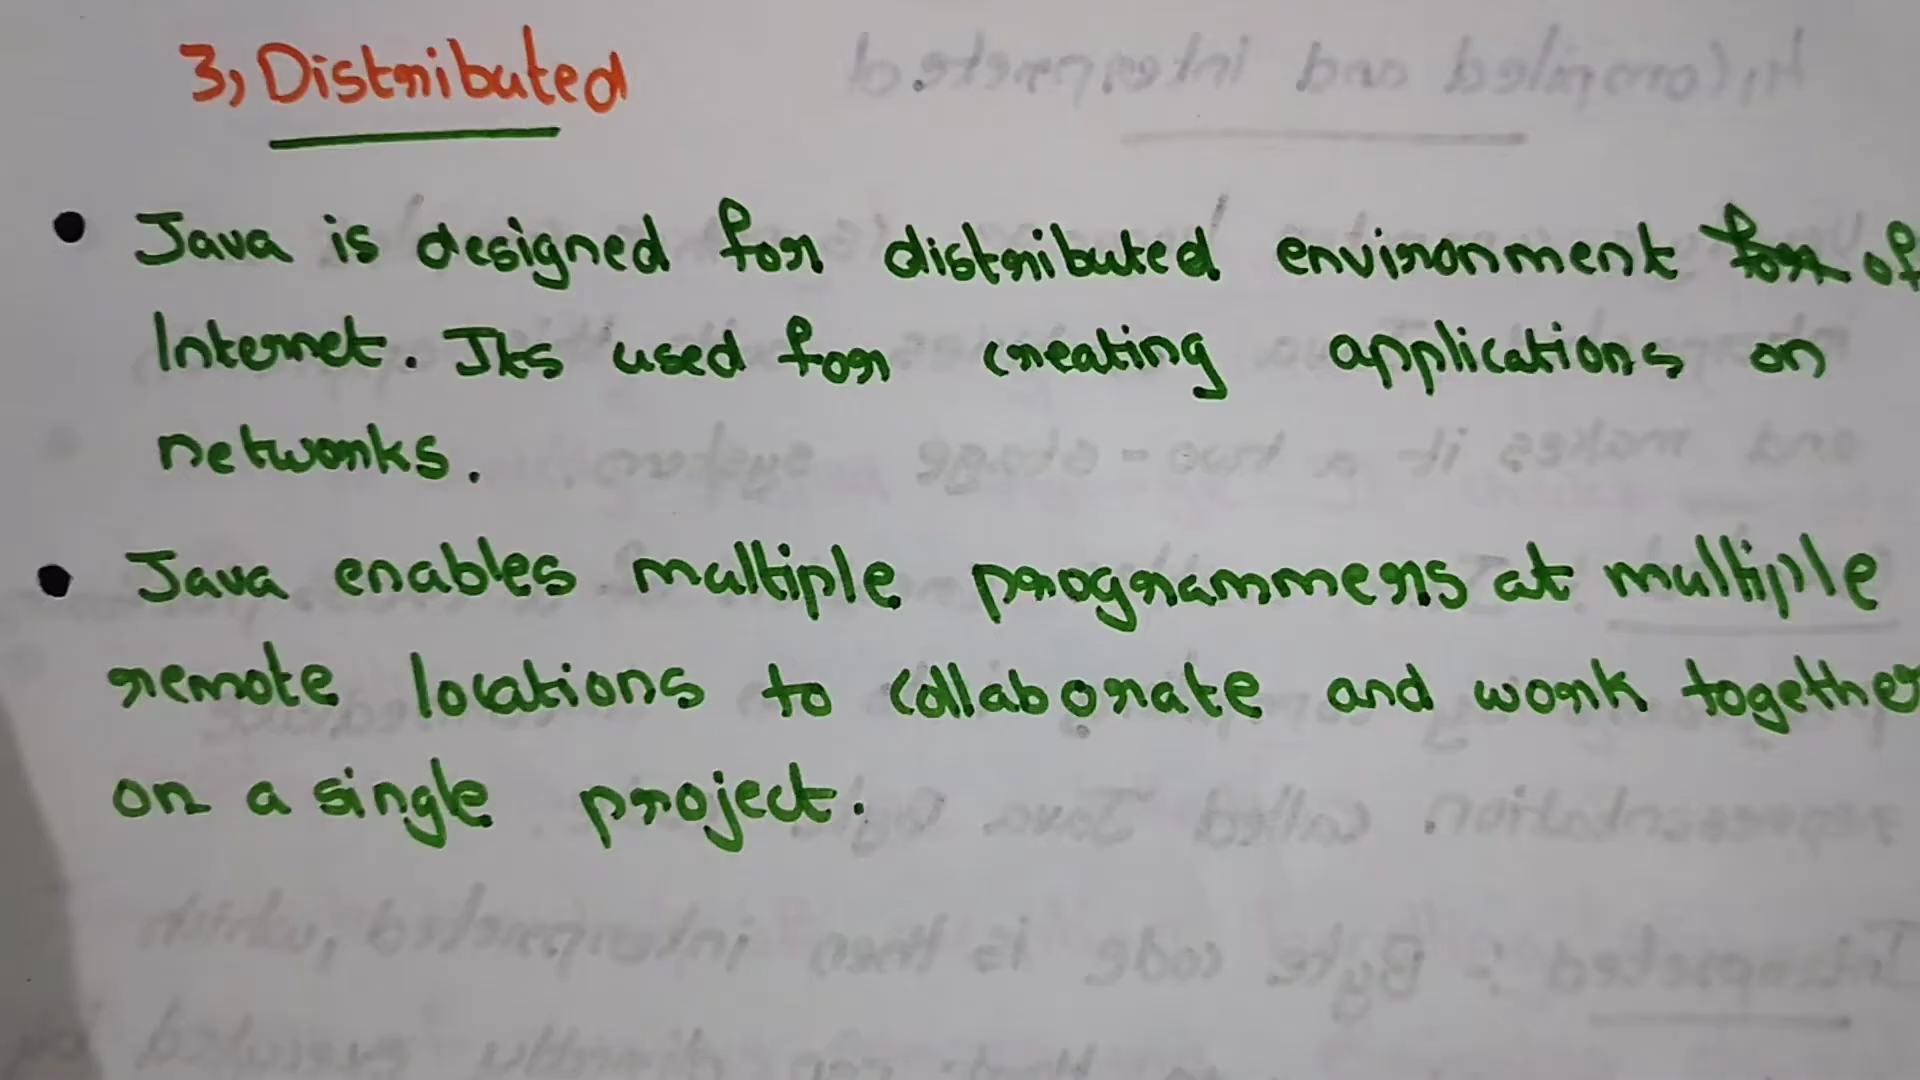 3, Distributed
• Java is designed for distributed environment for of
Internet. Its used for creating applications on
networks.
• Java enables multiple programmers at multiple
remote locations to collaborate and work together
on a single project.